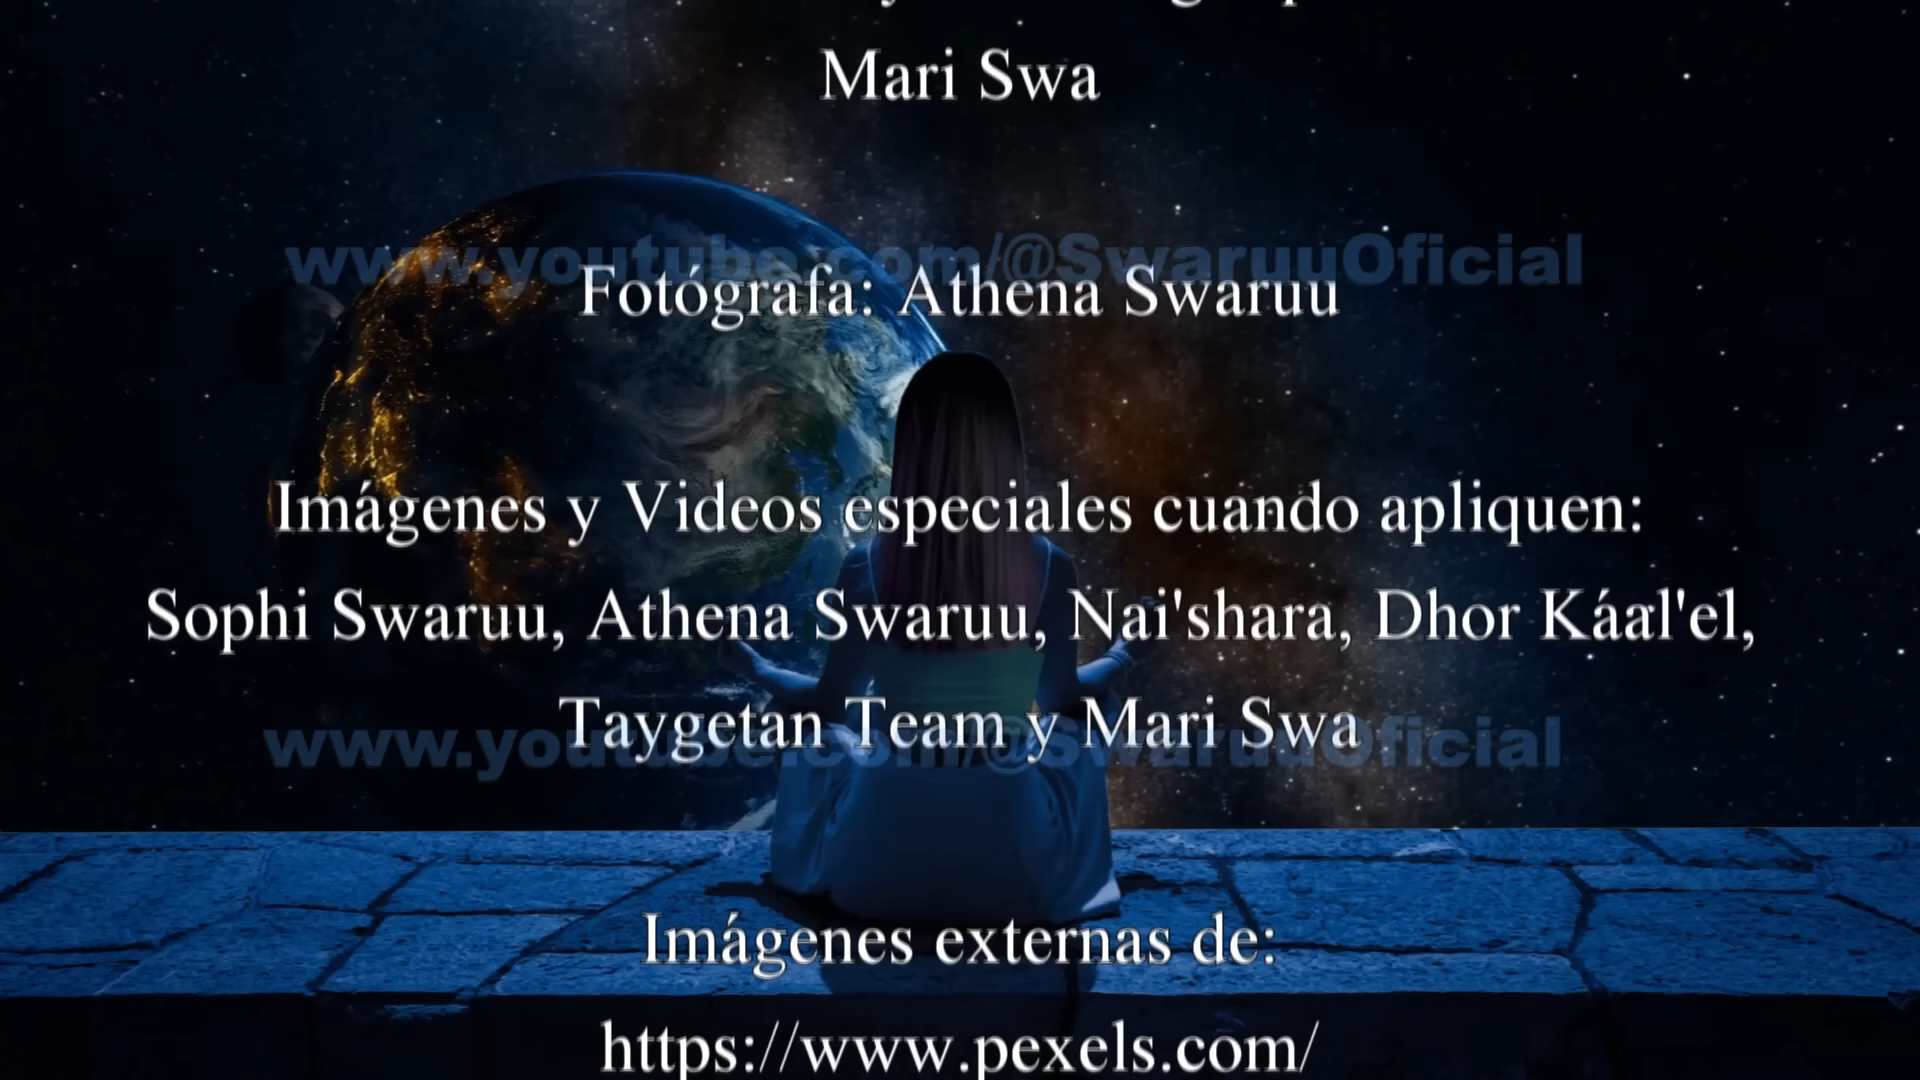 Mari Swa
www.youtube.com/@SwaruuOficial
Fotógrafa: Athena Swaruu
Imágenes y Videos especiales cuando apliquen:
Sophi Swaruu, Athena Swaruu, Nai'shara, Dhor Káal'el,
Taygetan Team y Mari Swa
www.youtube.com/@SwaruuOficial
Imágenes externas de:
https://www.pexels.com/